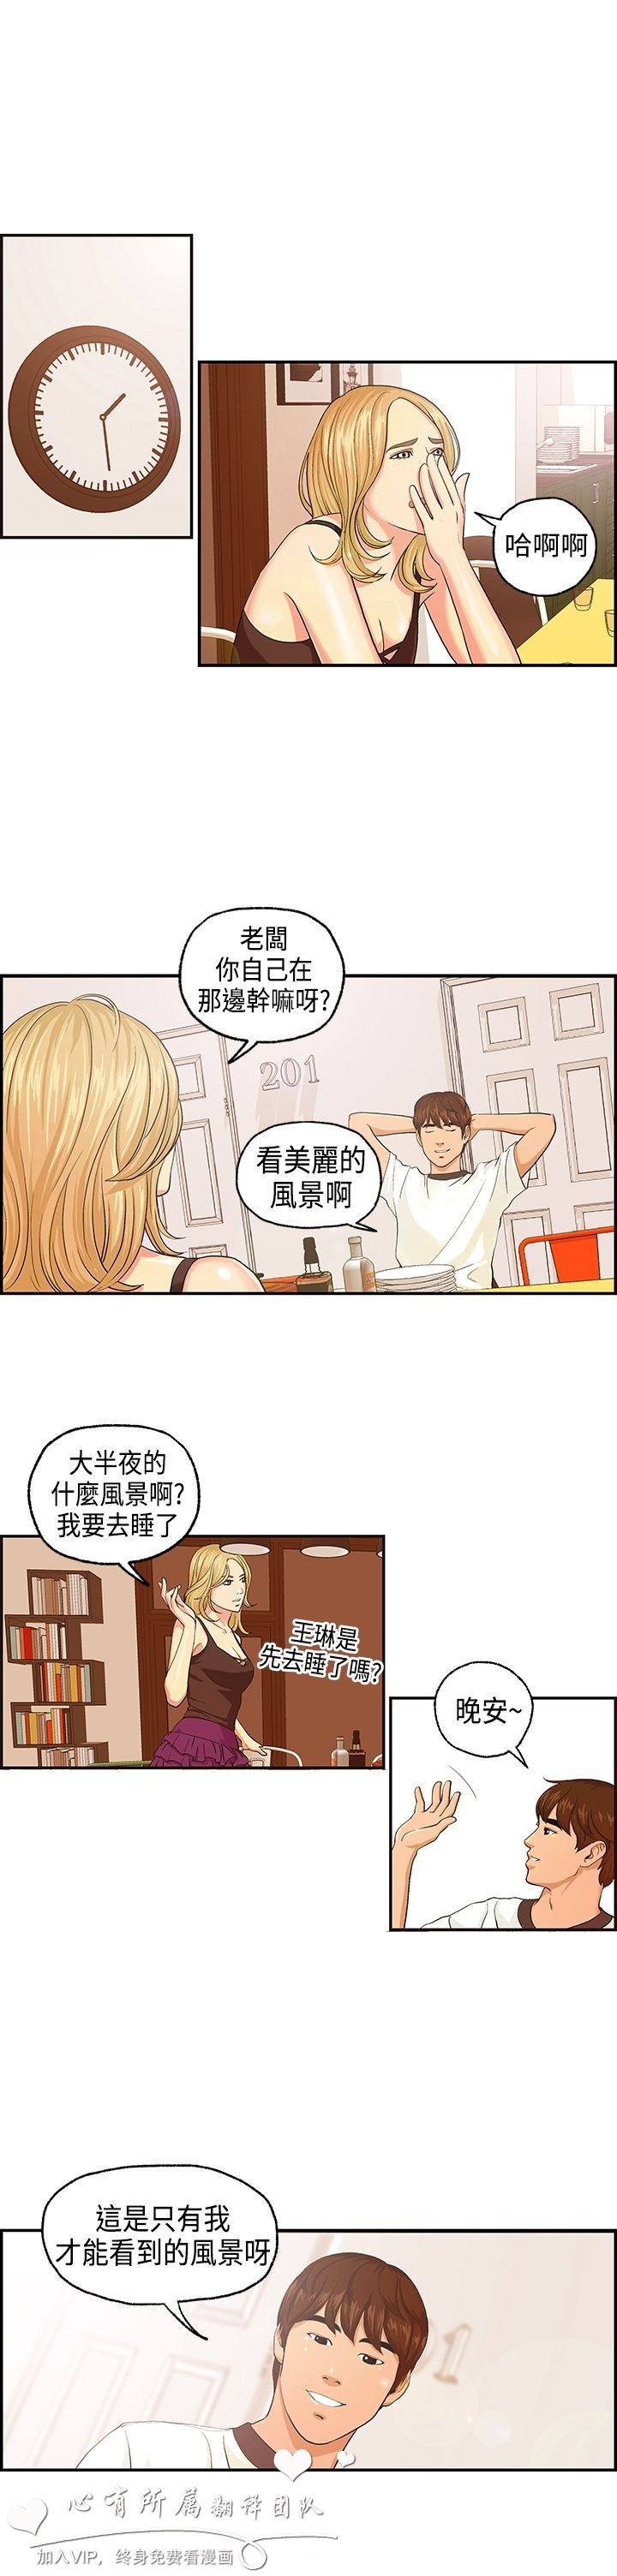 哈啊啊
老闆
你自己在
那邊幹嘛呀?
201
看美麗的
風景啊
大半夜的
什麼風景啊?
我要去睡了
王琳是
先去睡了嗎?
晚安~
這是只有我
才能看到的風景呀
01
心有所属翻译团队
加入VIP，终身免费看漫画